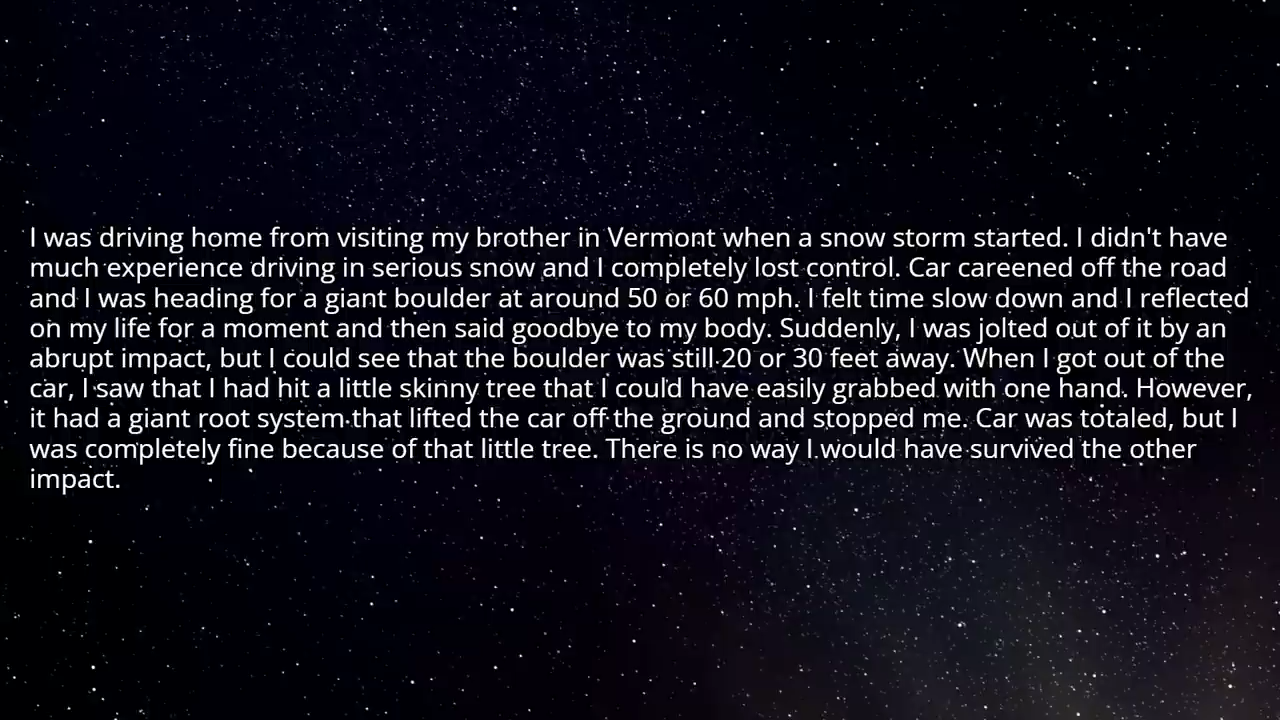 I was driving home from visiting my brother in Vermont when a snow storm started. I didn't have
much experience driving in serious snow and I completely lost control. Car careened off the road
and I was heading for a giant boulder at around 50 or 60 mph. I felt time slow down and I reflected
on my life for a moment and then said goodbye to my body. Suddenly, I was jolted out of it by an
abrupt impact, but I could see that the boulder was still 20 or 30 feet away. When I got out of the
car, I saw that I had hit a little skinny tree that I could have easily grabbed with one hand. However,
it had a giant root system that lifted the car off the ground and stopped me. Car was totaled, but I
was completely fine because of that little tree. There is no way I would have survived the other
impact.